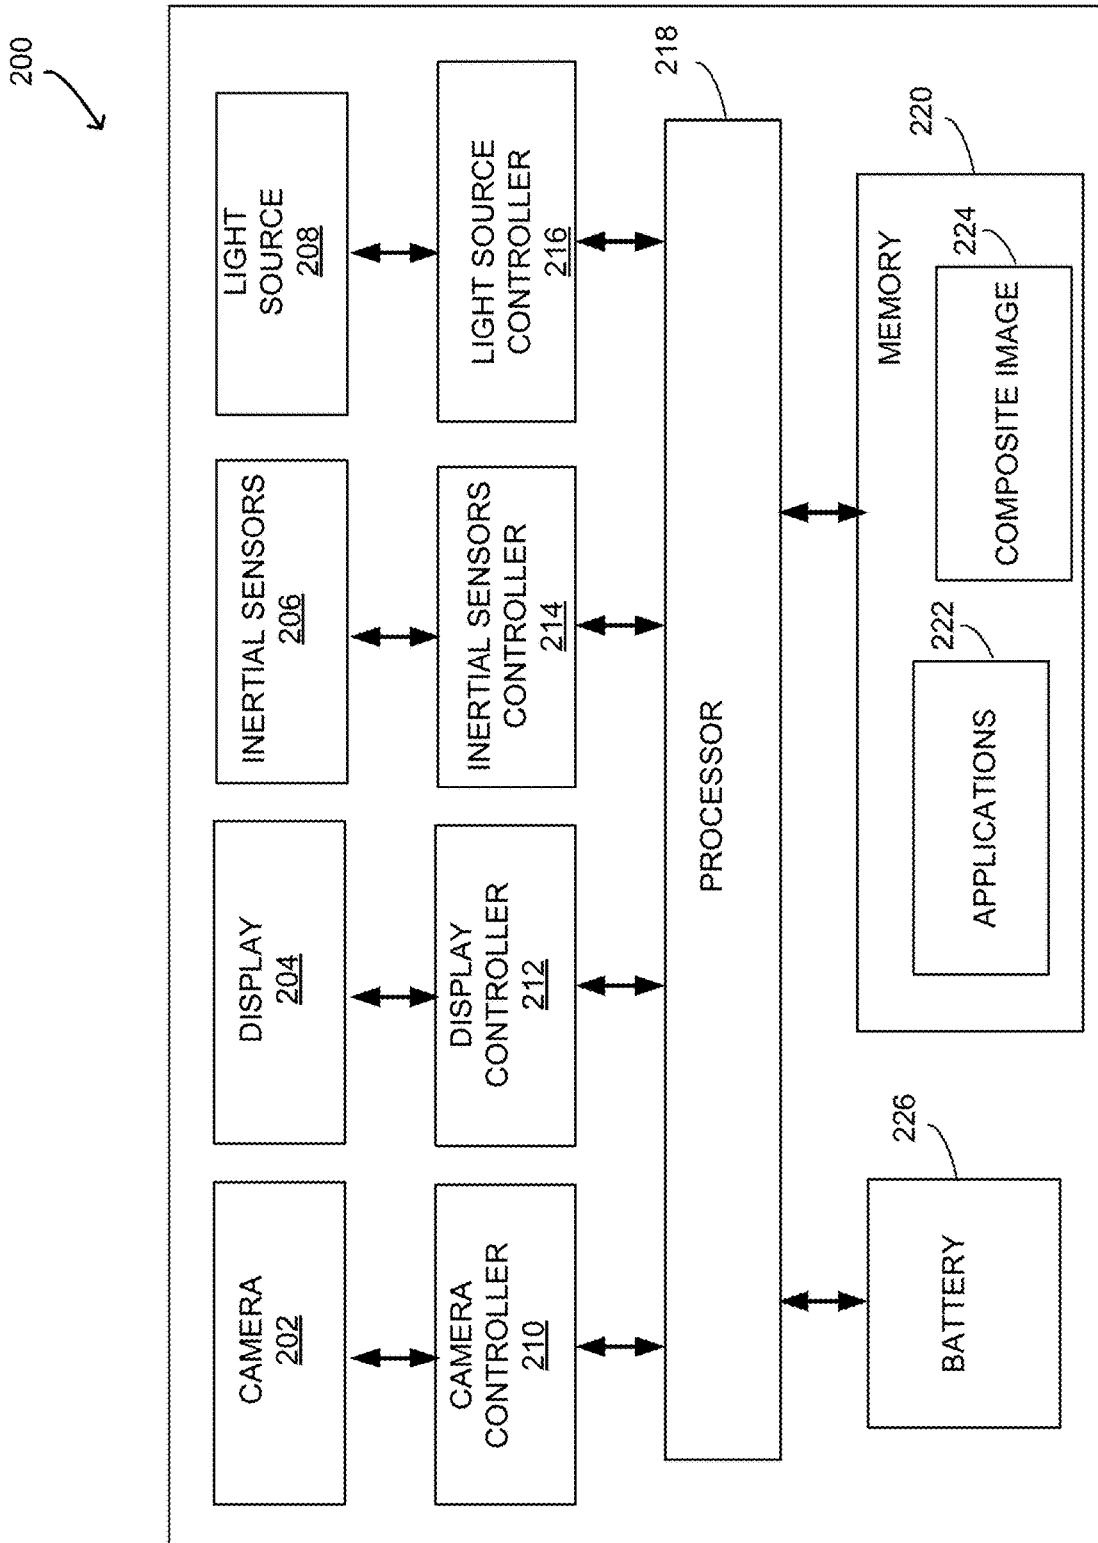 200
CAMERA
202
DISPLAY
204
INERTIAL SENSORS
206
LIGHT
SOURCE
208
CAMERA
CONTROLLER
210
DISPLAY
CONTROLLER
212
INERTIAL SENSORS
CONTROLLER
214
LIGHT SOURCE
CONTROLLER
216
218
PROCESSOR
226
BATTERY
220
MEMORY
222
APPLICATIONS
224
COMPOSITE IMAGE